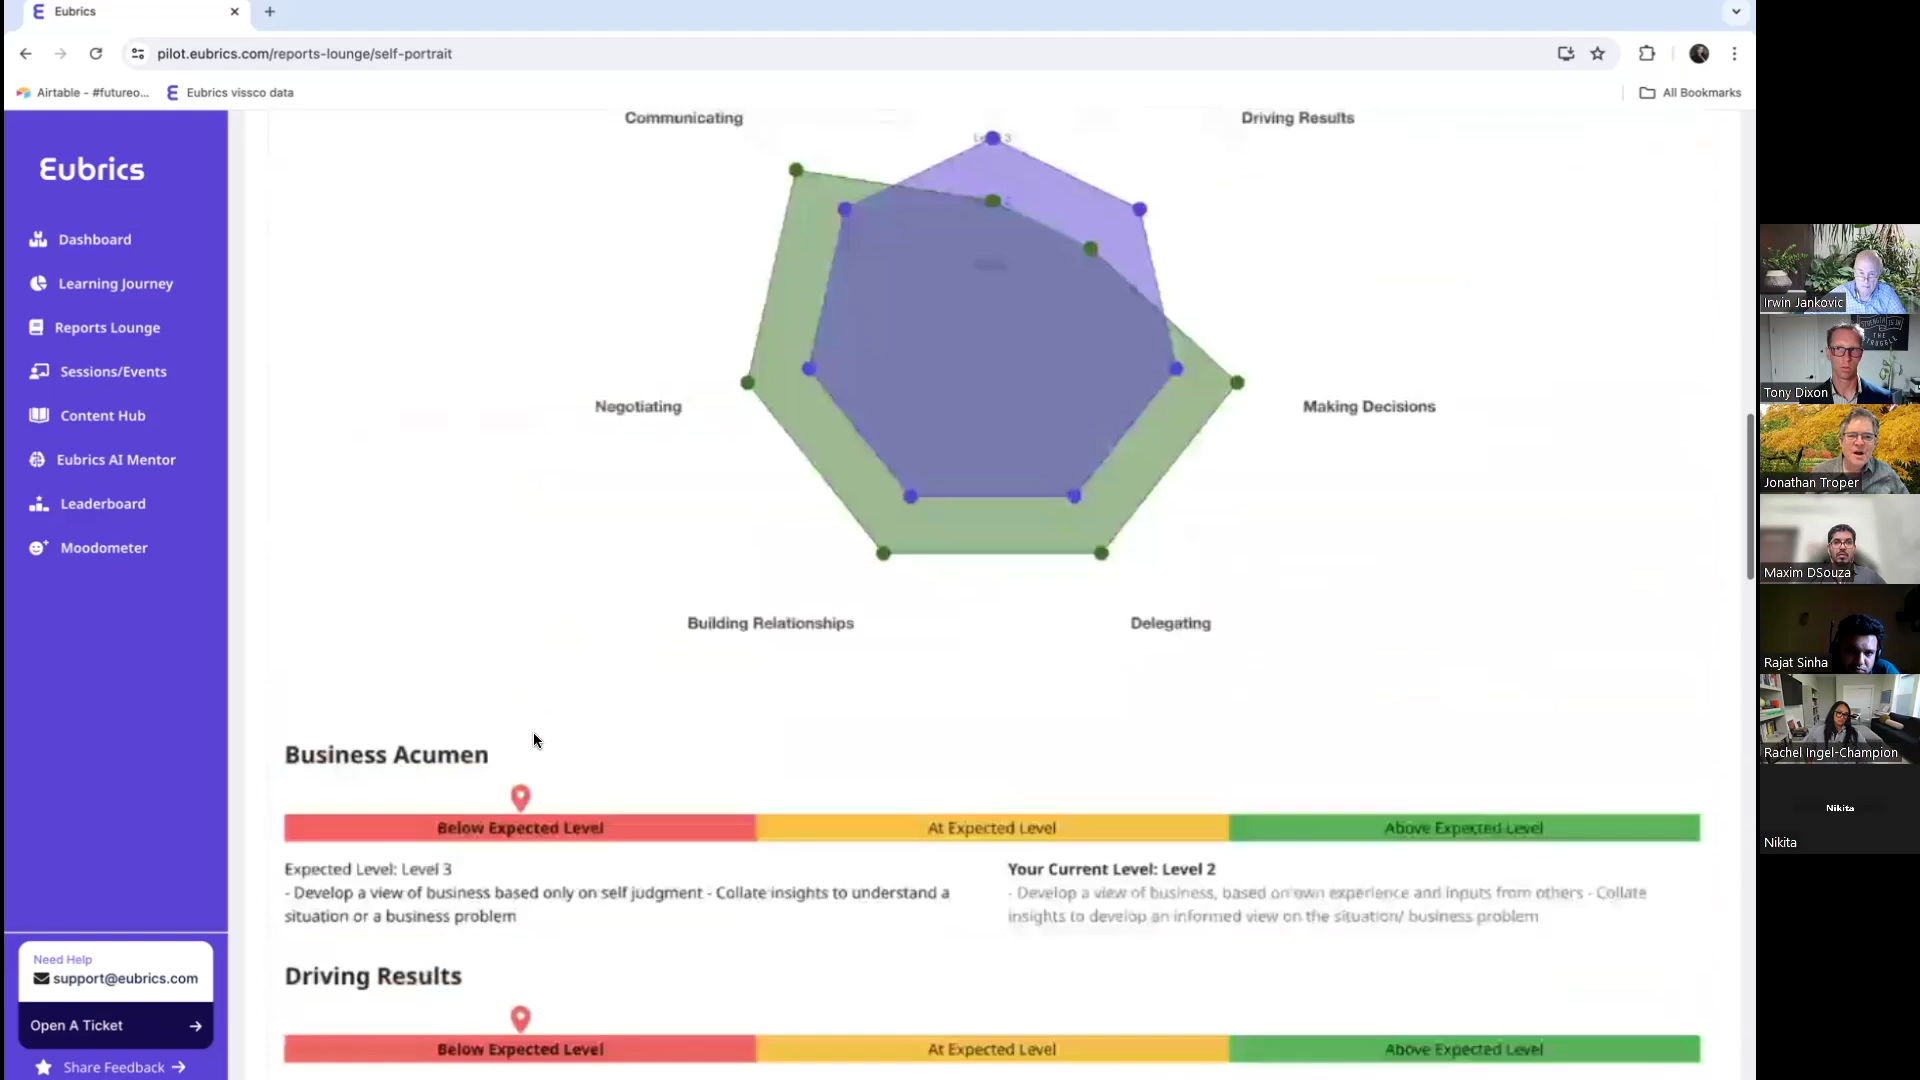 Eubrics
pilot.eubrics.com/reports-lounge/self-portrait
Airtable - #futureo...
Eubrics vissco data
All Bookmarks
Eubrics
Dashboard
Learning Journey
Reports Lounge
Sessions/Events
Content Hub
Eubrics AI Mentor
Leaderboard
Moodometer
Need Help
support@eubrics.com
Open A Ticket
Share Feedback
Communicating
Driving Results
Negotiating
Making Decisions
Building Relationships
Delegating
Business Acumen
Below Expected Level
At Expected Level
Above Expected Level
Expected Level: Level 3
- Develop a view of business based only on self judgment - Collate insights to understand a
situation or a business problem
Your Current Level: Level 2
- Develop a view of business, based on own experience and inputs from others - Collate
insights to develop an informed view on the situation/ business problem
Driving Results
Below Expected Level
At Expected Level
Above Expected Level
Irwin Jankovic
STRENGTH IS IN
THE
STRUGGLE
Tony Dixon
Jonathan Troper
Maxim DSouza
Rajat Sinha
Rachel Ingel-Champion
Nikita
Nikita